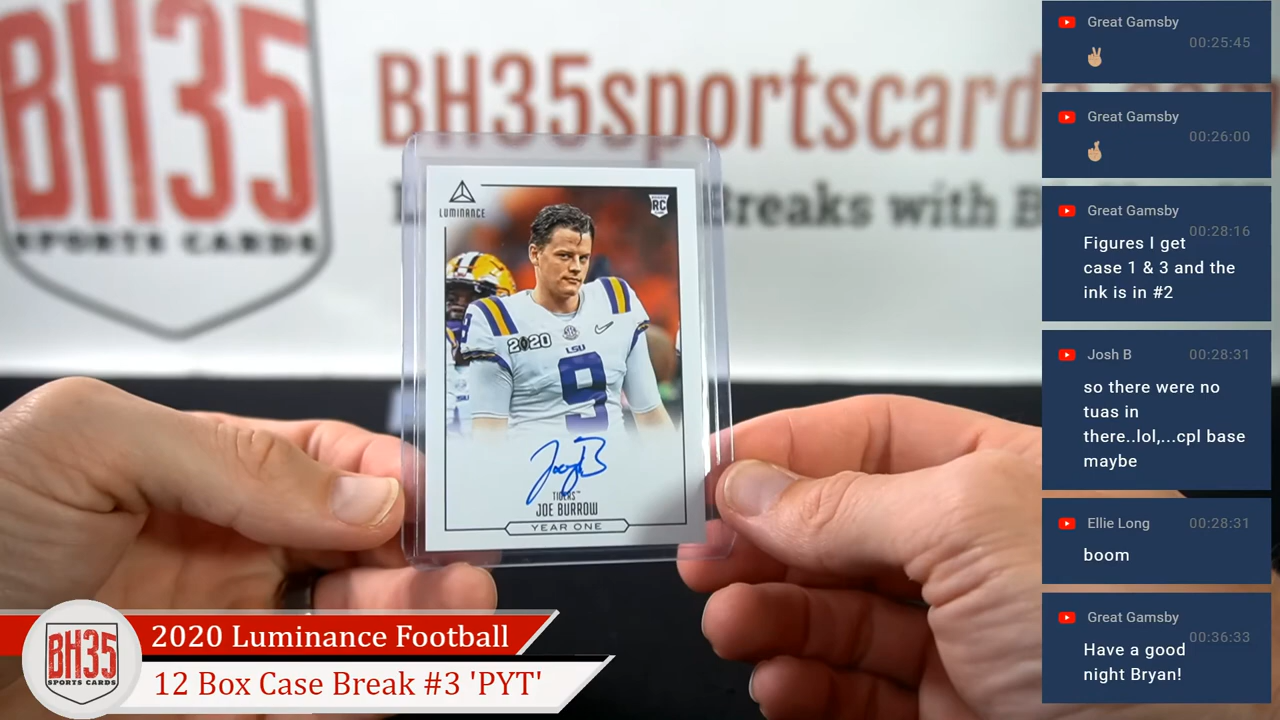 BH35
SPORTS CARDS
BH35sportscards.com
Breaks with B
LUMINANCE
RC
2020
LSU
9
JoeyB
TIGERS™
JOE BURROW
YEAR ONE
BH35
SPORTS CARDS
2020 Luminance Football
12 Box Case Break #3 'PYT'
Great Gamsby
00:25:45
✌🏼
Great Gamsby
00:26:00
🤞🏼
Great Gamsby
00:28:16
Figures I get
case 1 & 3 and the
ink is in #2
Josh B 00:28:31
so there were no
tuas in
there..lol,...cpl base
maybe
Ellie Long 00:28:31
boom
Great Gamsby
00:36:33
Have a good
night Bryan!